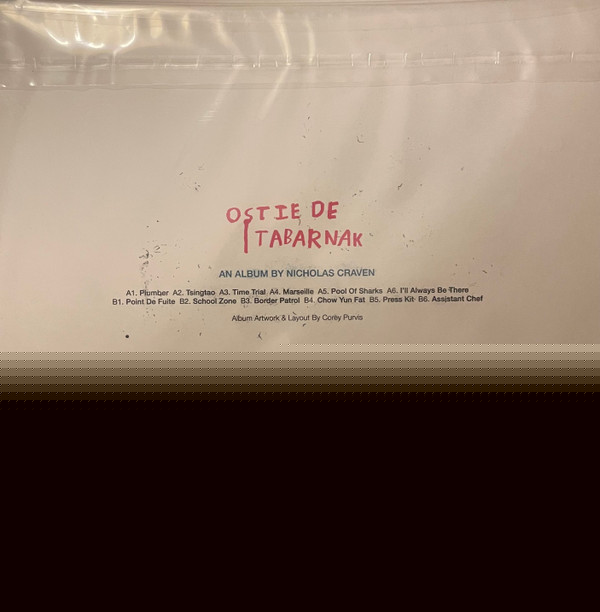 OSTIE DE
TABARNAK
AN ALBUM BY NICHOLAS CRAVEN
A1. Plumber A2. Tsingtao A3. Time Trial A4. Marseille A5. Pool Of Sharks A6. I'll Always Be There
B1. Point De Fuite B2. School Zone B3. Border Patrol B4. Chow Yun Fat B5. Press Kit B6. Assistant Chef
Album Artwork & Layout By Corey Purvis